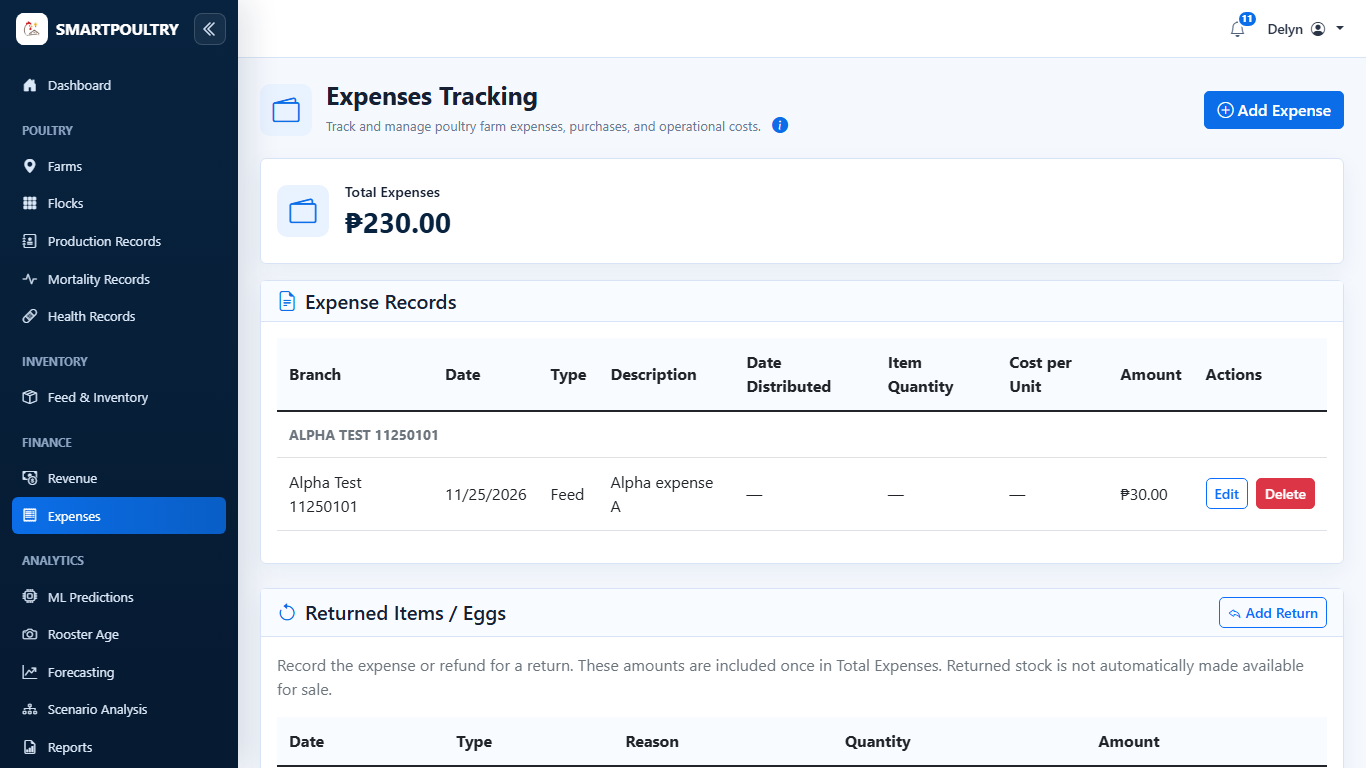 SMARTPOULTRY
11
Delyn
Dashboard
POULTRY
Farms
Flocks
Production Records
Mortality Records
Health Records
INVENTORY
Feed & Inventory
FINANCE
Revenue
Expenses
ANALYTICS
ML Predictions
Rooster Age
Forecasting
Scenario Analysis
Reports
Expenses Tracking
Track and manage poultry farm expenses, purchases, and operational costs.
Add Expense
Total Expenses
₱230.00
Expense Records
Branch Date Type Description Date Distributed Item Quantity Cost per Unit Amount Actions
ALPHA TEST 11250101
Alpha Test 11250101 11/25/2026 Feed Alpha expense A — — — ₱30.00 Edit Delete
Returned Items / Eggs
Add Return
Record the expense or refund for a return. These amounts are included once in Total Expenses. Returned stock is not automatically made available
for sale.
Date Type Reason Quantity Amount